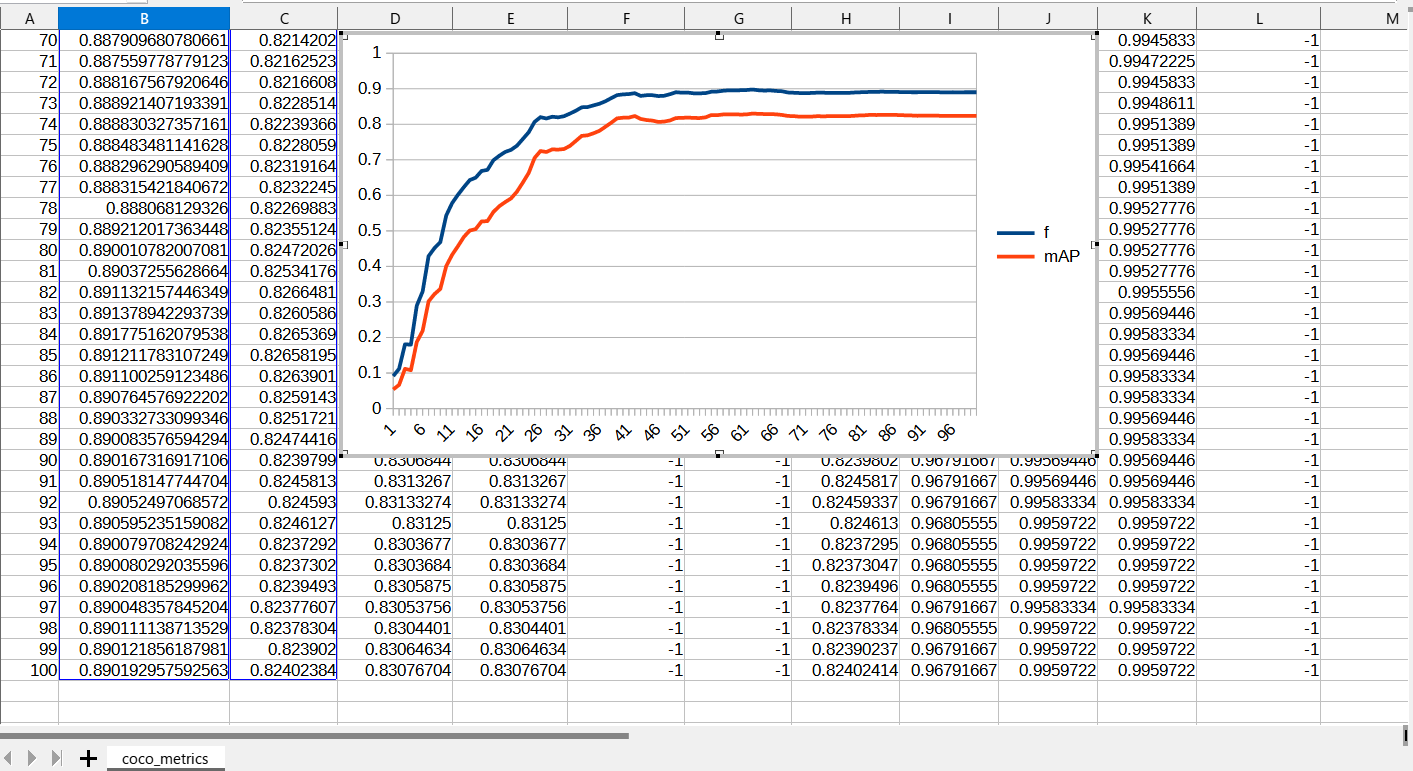 A B C D E F G H I J K L M
70 0.887909680780661 0.8214202 0.9945833 -1
71 0.887559778779123 0.82162523 0.99472225 -1
72 0.888167567920646 0.8216608 0.9945833 -1
73 0.888921407193391 0.8228514 0.9948611 -1
74 0.888830327357161 0.82239366 0.9951389 -1
75 0.888483481141628 0.8228059 0.9951389 -1
76 0.888296290589409 0.82319164 0.99541664 -1
77 0.888315421840672 0.8232245 0.9951389 -1
78 0.888068129326 0.82269883 0.99527776 -1
79 0.889212017363448 0.82355124 0.99527776 -1
80 0.890010782007081 0.82472026 0.99527776 -1
81 0.89037255628664 0.82534176 0.99527776 -1
82 0.891132157446349 0.8266481 0.9955556 -1
83 0.891378942293739 0.8260586 0.99569446 -1
84 0.891775162079538 0.8265369 0.99583334 -1
85 0.891211783107249 0.82658195 0.99569446 -1
86 0.891100259123486 0.8263901 0.99583334 -1
87 0.890764576922202 0.8259143 0.99583334 -1
88 0.890332733099346 0.8251721 0.99569446 -1
89 0.890083576594294 0.82474416 0.99583334 -1
90 0.890167316917106 0.8239799 0.8306844 0.8306844 -1 -1 0.8239802 0.96791667 0.99569446 0.99569446 -1
91 0.890518147744704 0.8245813 0.8313267 0.8313267 -1 -1 0.8245817 0.96791667 0.99569446 0.99569446 -1
92 0.89052497068572 0.824593 0.83133274 0.83133274 -1 -1 0.82459337 0.96791667 0.99583334 0.99583334 -1
93 0.890595235159082 0.8246127 0.83125 0.83125 -1 -1 0.824613 0.96805555 0.9959722 0.9959722 -1
94 0.890079708242924 0.8237292 0.8303677 0.8303677 -1 -1 0.8237295 0.96805555 0.9959722 0.9959722 -1
95 0.890080292035596 0.8237302 0.8303684 0.8303684 -1 -1 0.82373047 0.96805555 0.9959722 0.9959722 -1
96 0.890208185299962 0.8239493 0.8305875 0.8305875 -1 -1 0.8239496 0.96805555 0.9959722 0.9959722 -1
97 0.890048357845204 0.82377607 0.83053756 0.83053756 -1 -1 0.8237764 0.96791667 0.99583334 0.99583334 -1
98 0.890111138713529 0.82378304 0.8304401 0.8304401 -1 -1 0.82378334 0.96805555 0.9959722 0.9959722 -1
99 0.890121856187981 0.823902 0.83064634 0.83064634 -1 -1 0.82390237 0.96791667 0.9959722 0.9959722 -1
100 0.890192957592563 0.82402384 0.83076704 0.83076704 -1 -1 0.82402414 0.96791667 0.9959722 0.9959722 -1
1
0.9
0.8
0.7
0.6
0.5
0.4
0.3
0.2
0.1
0
1 6 11 16 21 26 31 36 41 46 51 56 61 66 71 76 81 86 91 96
f
mAP
coco_metrics